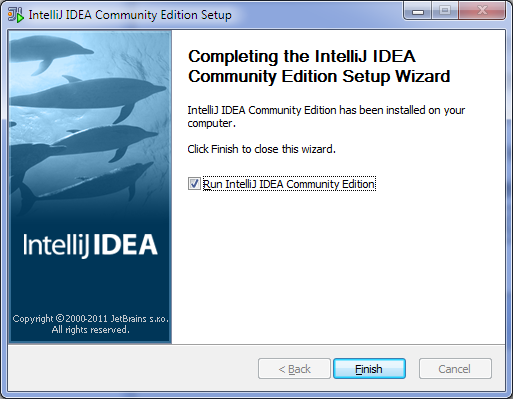 IntelliJ IDEA Community Edition Setup
Completing the IntelliJ IDEA
Community Edition Setup Wizard
IntelliJ IDEA Community Edition has been installed on your
computer.
Click Finish to close this wizard.
Run IntelliJ IDEA Community Edition
IntelliJ IDEA
Copyright © 2000-2011 JetBrains s.r.o.
All rights reserved.
< Back
Finish
Cancel